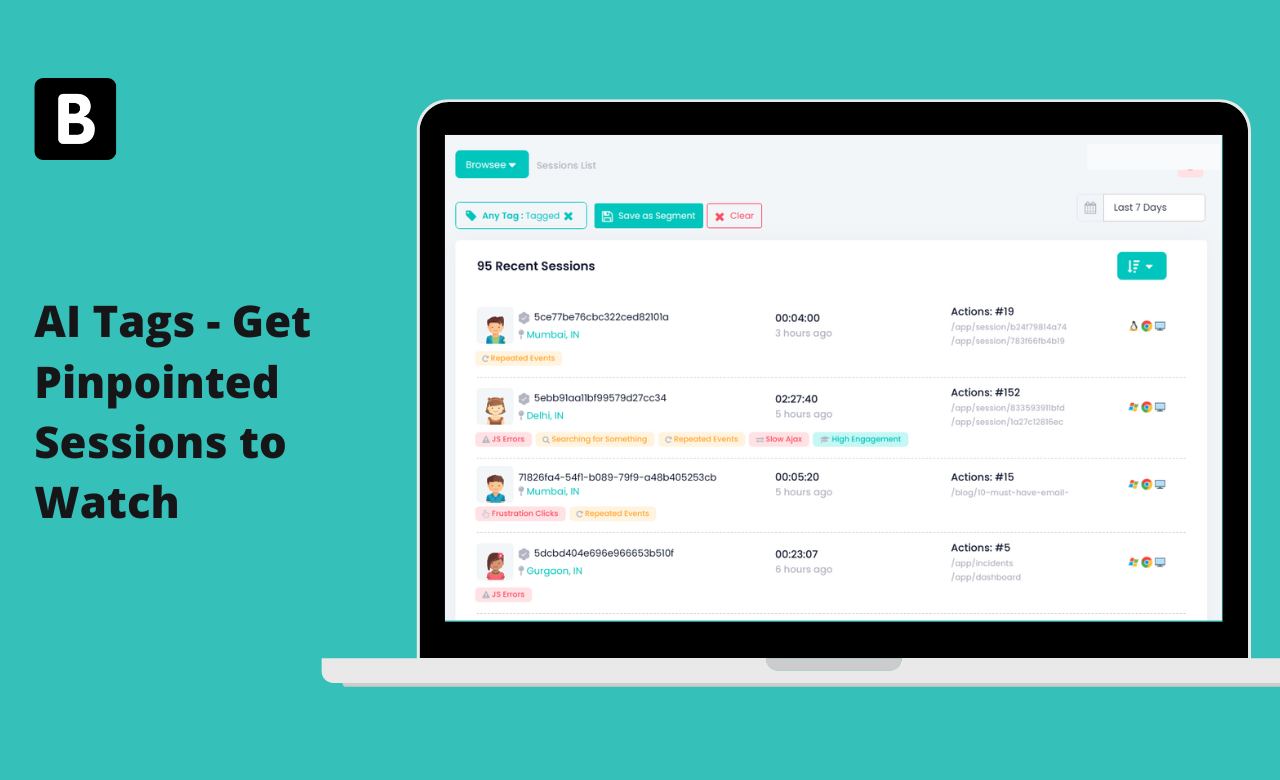 B
AI Tags - Get
Pinpointed
Sessions to
Watch
Browsee
Sessions List
Any Tag : Tagged
Save as Segment
Clear
Last 7 Days
95 Recent Sessions
5ce77be76cbc322ced82101a
Mumbai, IN
00:04:00
3 hours ago
Actions: #19
/app/session/b24f79814a74
/app/session/783f66fb4b19
Repeated Events
5ebb91aa11bf99579d27cc34
Delhi, IN
02:27:40
5 hours ago
Actions: #152
/app/session/833593911bfd
/app/session/1a27c12816ec
JS Errors
Searching for Something
Repeated Events
Slow Ajax
High Engagement
71826fa4-54f1-b089-79f9-a48b405253cb
Mumbai, IN
00:05:20
5 hours ago
Actions: #15
/blog/10-must-have-email-
Frustration Clicks
Repeated Events
5dcbd404e696e966653b510f
Gurgaon, IN
00:23:07
6 hours ago
Actions: #5
/app/incidents
/app/dashboard
JS Errors